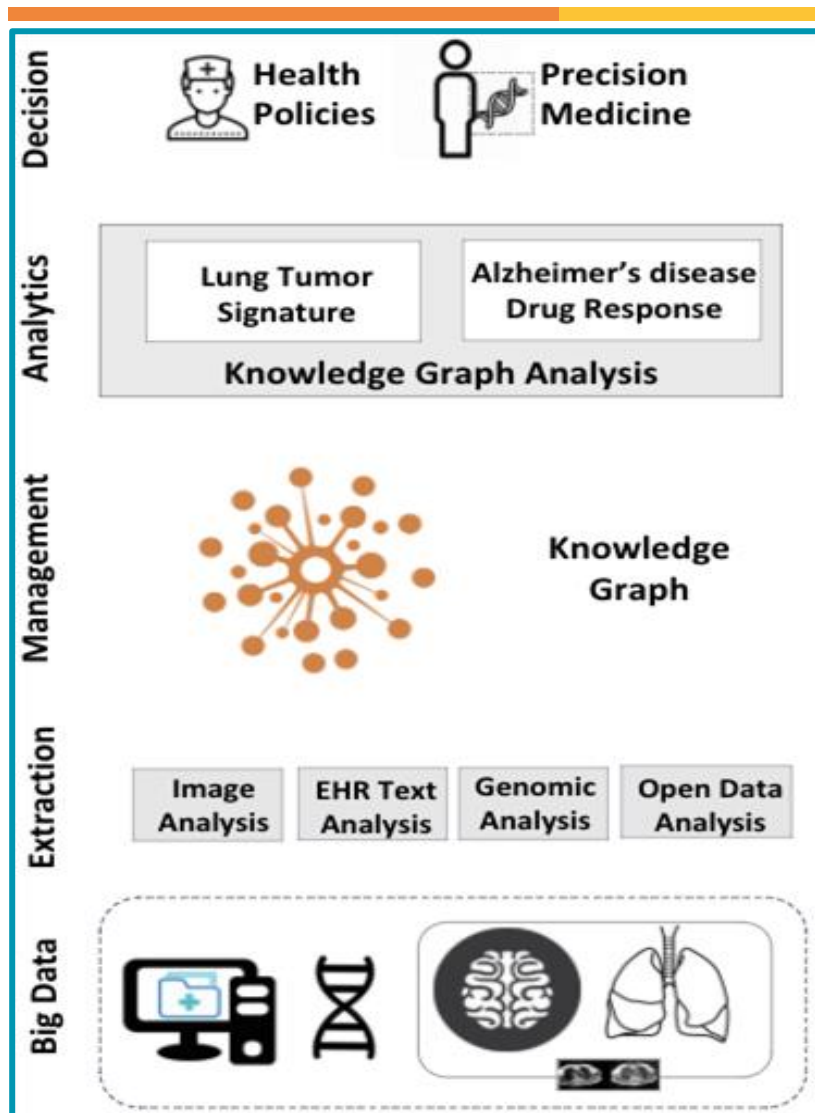 Decision
Health
Policies
Precision
Medicine
Analytics
Lung Tumor
Signature
Alzheimer's disease
Drug Response
Knowledge Graph Analysis
Management
Knowledge
Graph
Extraction
Image
Analysis
EHR Text
Analysis
Genomic
Analysis
Open Data
Analysis
Big Data